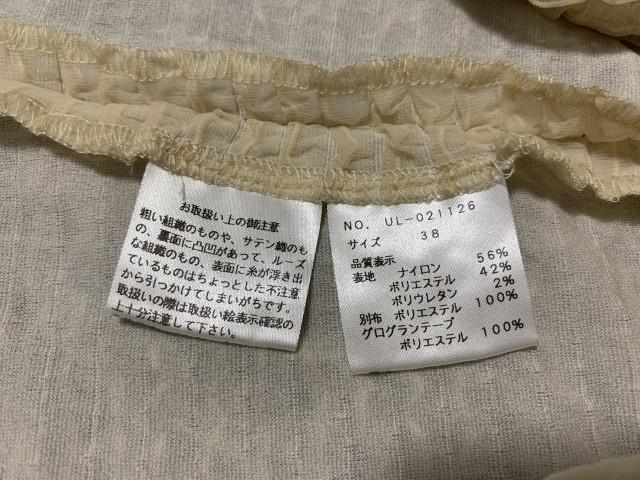 お取扱い上の御注意
粗い組織のものや、サテン織のも
の、裏面に凸凹があって、ルーズ
な組織のもの、表面に糸が浮き出
ているものはちょっとした不注意
から引っかけてしまいがちです。
取扱いの際は取扱い絵表示確認の
上十分注意して下さい。
NO. UL-021126
サイズ 38
品質表示
表地 ナイロン 56%
ポリエステル 42%
ポリウレタン 2%
別布 ポリエステル 100%
グログランテープ
ポリエステル 100%